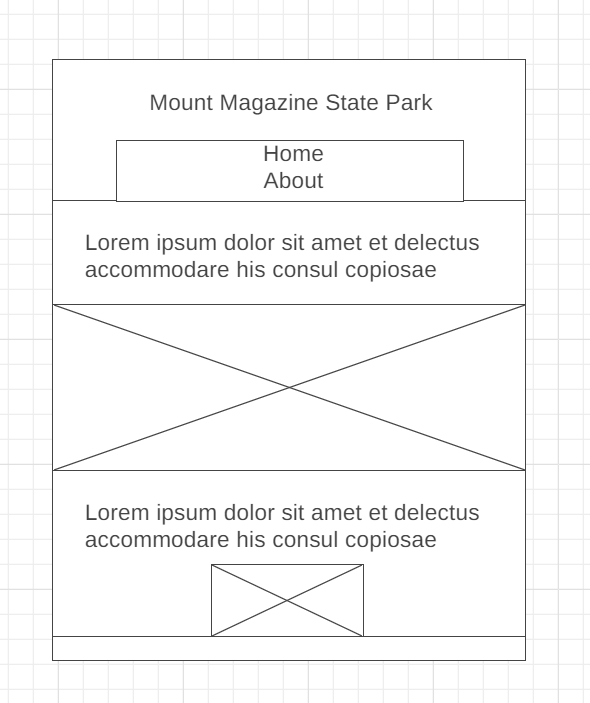 Mount Magazine State Park
Home
About
Lorem ipsum dolor sit amet et delectus
accommodare his consul copiosae
Lorem ipsum dolor sit amet et delectus
accommodare his consul copiosae